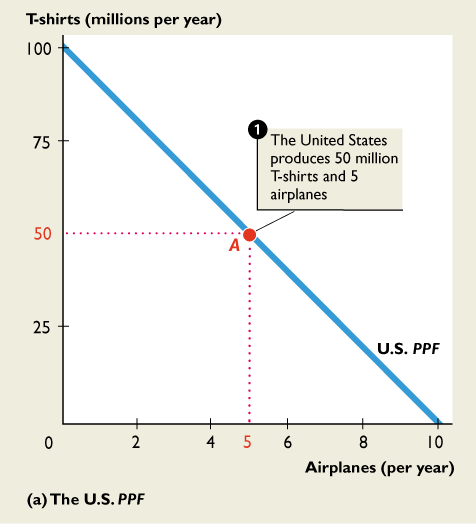 T-shirts (millions per year)
100
1
The United States
produces 50 million
T-shirts and 5
airplanes
75
50
A
25
U.S. PPF
0
2
4
5
6
8
10
Airplanes (per year)
(a) The U.S. PPF